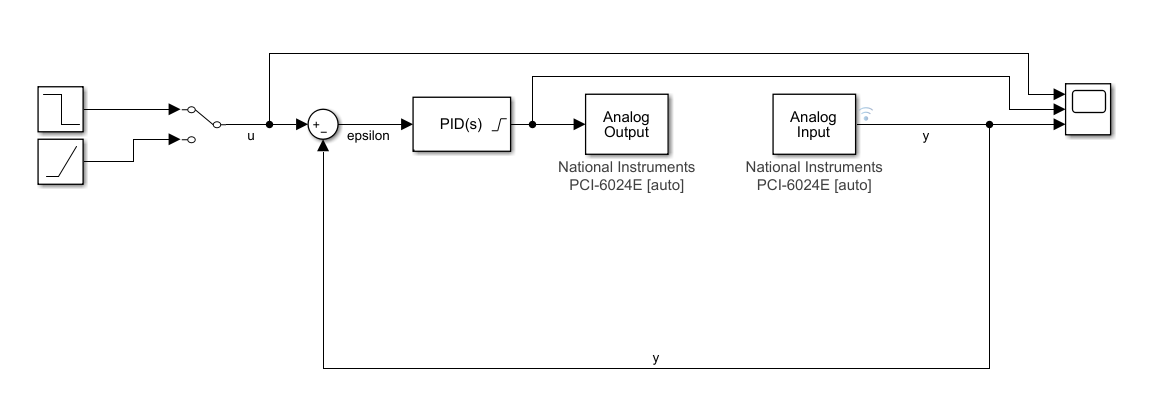 u
+
−
epsilon
PID(s)
Analog
Output
National Instruments
PCI-6024E [auto]
Analog
Input
National Instruments
PCI-6024E [auto]
y
y